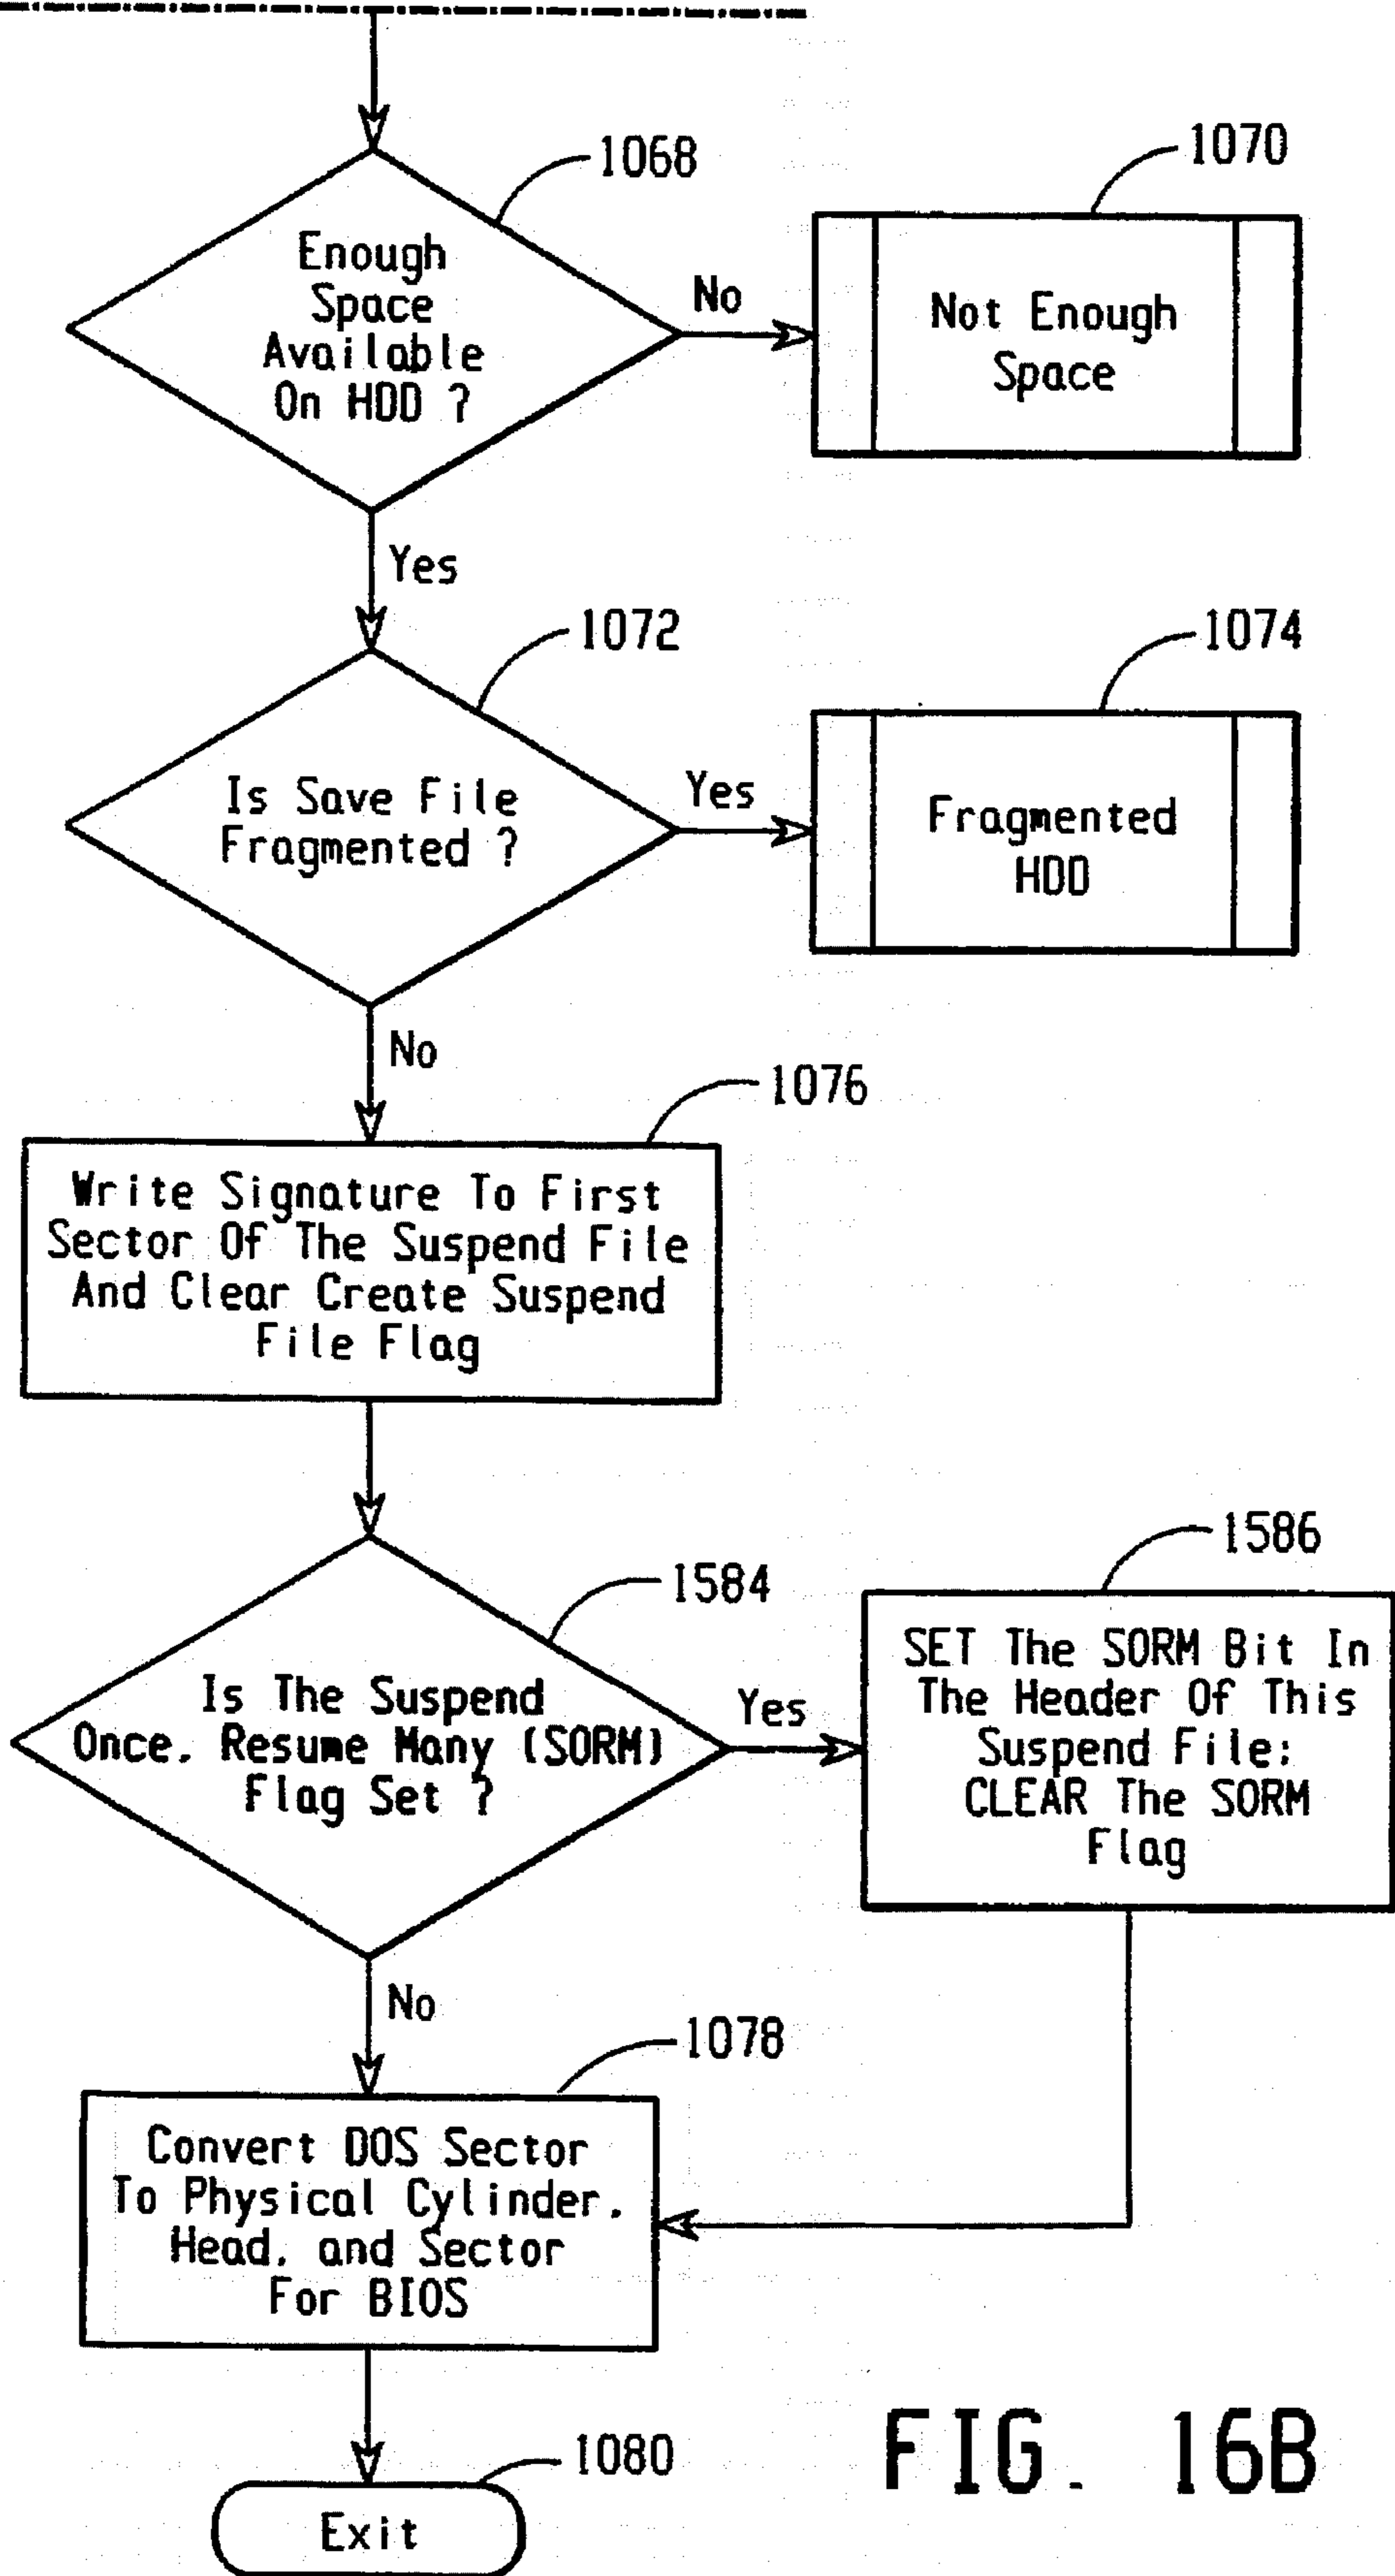 1068
Enough
Space
Available
On HDD ?
No
1070
Not Enough
Space
Yes
1072
Is Save File
Fragmented ?
Yes
1074
Fragmented
HDD
No
1076
Write Signature To First
Sector Of The Suspend File
And Clear Create Suspend
File Flag
1584
Is The Suspend
Once, Resume Many (SORM)
Flag Set ?
Yes
1586
SET The SORM Bit In
The Header Of This
Suspend File;
CLEAR The SORM
Flag
No
1078
Convert DOS Sector
To Physical Cylinder,
Head, and Sector
For BIOS
1080
Exit
FIG. 16B